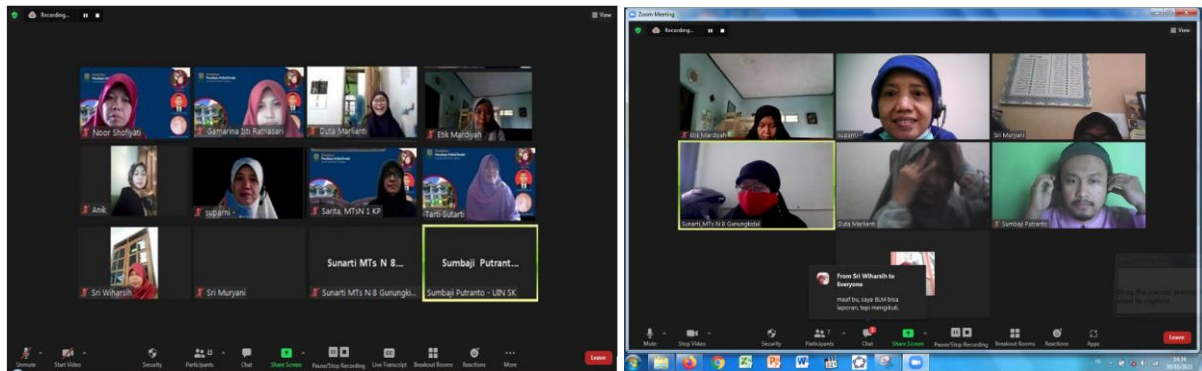 Recording...
View
Noor Shofiyati
Gamarina Isti Ratnasari
Duta Marlianti
Etik Mardiyah
Anik
suparni -
Sarita, MTsN 1 KP
Tarti Sutarti
Sri Wiharsih
Sri Muryani
Sunarti MTs N 8...
Sunarti MTs N 8 Gunungki...
Sumbaji Putrant...
Sumbaji Putranto - UIN SK
Unmute
Start Video
Security
Participants
Chat
Share Screen
Pause/Stop Recording
Live Transcript
Breakout Rooms
Reactions
More
Leave
Zoom Meeting
Recording...
View
Etik Mardiyah
suparni -
Sri Muryani
Sunarti, MTs N 8 Gunungkidul
Duta Marlianti
Sumbaji Putranto
From Sri Wiharsih to
Everyone
maaf bu, saya BLM bisa
laporan, tapi mengikuti.
Mute
Stop Video
Security
Participants
7
Chat
Share Screen
Pause/Stop Recording
Breakout Rooms
Reactions
Apps
Leave